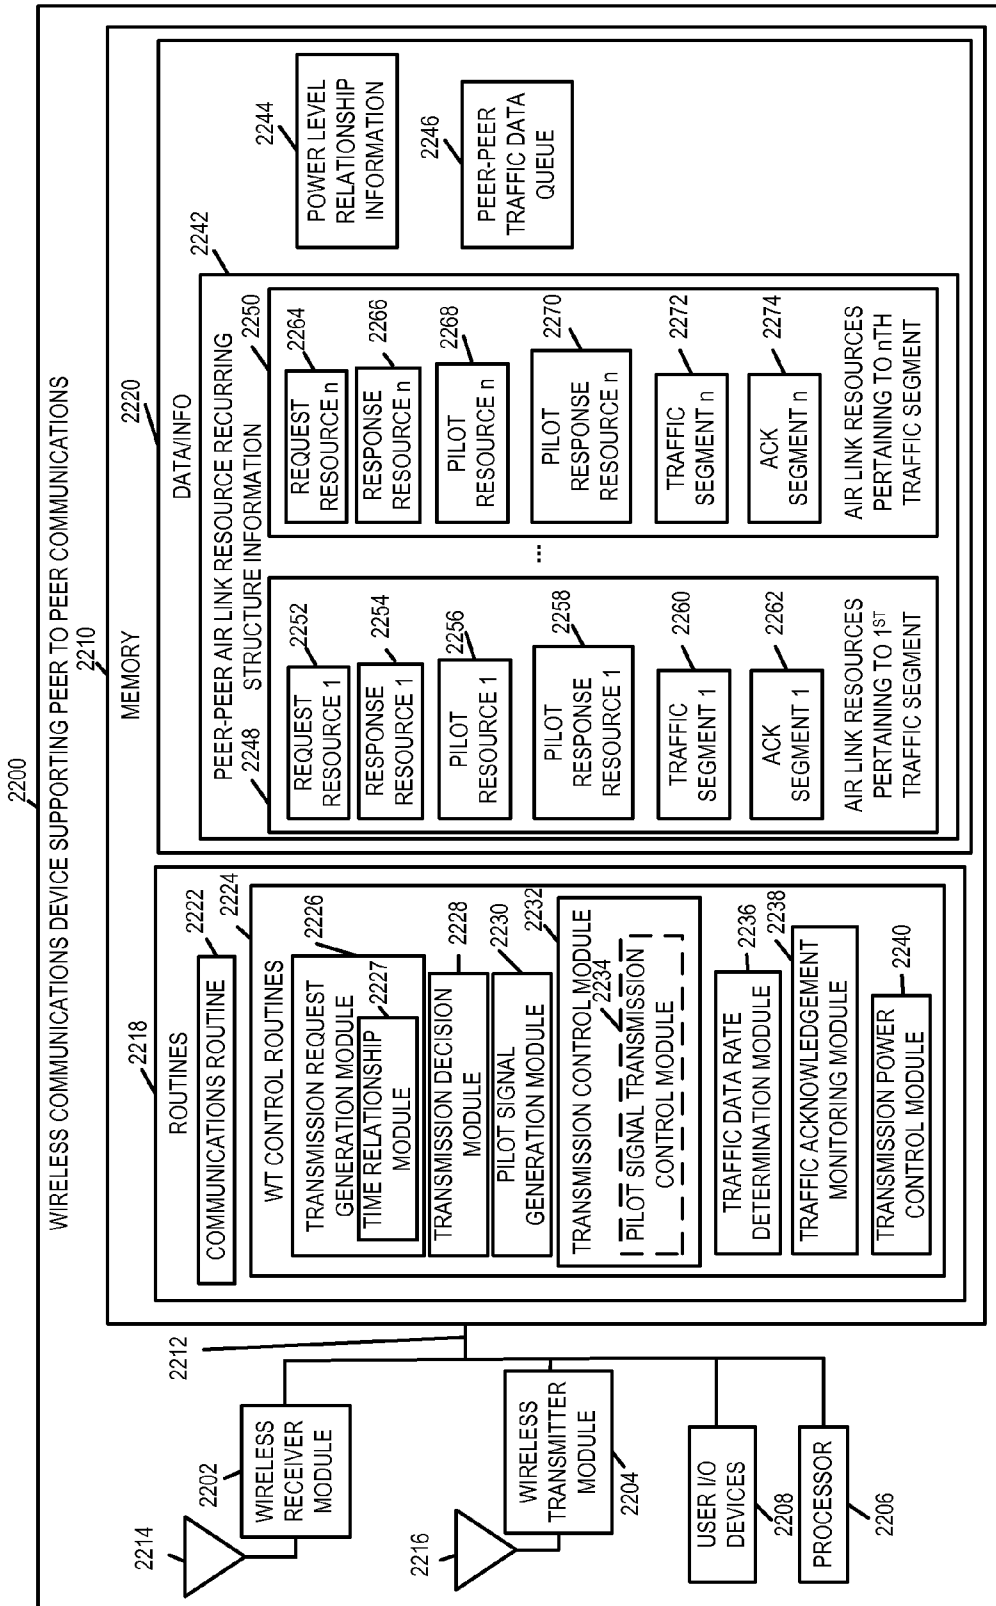 2200
WIRELESS COMMUNICATIONS DEVICE SUPPORTING PEER TO PEER COMMUNICATIONS
2214
2202
WIRELESS
RECEIVER
MODULE
2216
WIRELESS
TRANSMITTER
MODULE
2204
USER I/O
DEVICES
2208
PROCESSOR
2206
2212
2210
MEMORY
2218
ROUTINES
2222
COMMUNICATIONS ROUTINE
2224
WT CONTROL ROUTINES
2226
TRANSMISSION REQUEST
GENERATION MODULE
2227
TIME RELATIONSHIP
MODULE
2228
TRANSMISSION DECISION
MODULE
2230
PILOT SIGNAL
GENERATION MODULE
2232
TRANSMISSION CONTROL MODULE
2234
PILOT SIGNAL TRANSMISSION
CONTROL MODULE
2236
TRAFFIC DATA RATE
DETERMINATION MODULE
2238
TRAFFIC ACKNOWLEDGEMENT
MONITORING MODULE
2240
TRANSMISSION POWER
CONTROL MODULE
2220
DATA/INFO
2242
PEER-PEER AIR LINK RESOURCE RECURRING
STRUCTURE INFORMATION
2248
2252
REQUEST
RESOURCE 1
2254
RESPONSE
RESOURCE 1
2256
PILOT
RESOURCE 1
2258
PILOT
RESPONSE
RESOURCE 1
2260
TRAFFIC
SEGMENT 1
2262
ACK
SEGMENT 1
AIR LINK RESOURCES
PERTAINING TO 1ST
TRAFFIC SEGMENT
...
2250
2264
REQUEST
RESOURCE n
2266
RESPONSE
RESOURCE n
2268
PILOT
RESOURCE n
2270
PILOT
RESPONSE
RESOURCE n
2272
TRAFFIC
SEGMENT n
2274
ACK
SEGMENT n
AIR LINK RESOURCES
PERTAINING TO nTH
TRAFFIC SEGMENT
2244
POWER LEVEL
RELATIONSHIP
INFORMATION
2246
PEER-PEER
TRAFFIC DATA
QUEUE